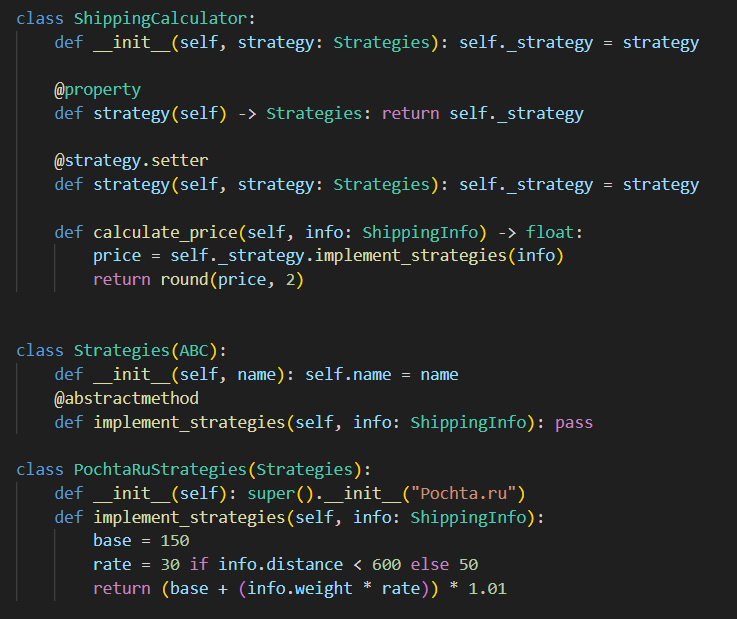 class ShippingCalculator:
    def __init__(self, strategy: Strategies): self._strategy = strategy
    @property
    def strategy(self) -> Strategies: return self._strategy
    @strategy.setter
    def strategy(self, strategy: Strategies): self._strategy = strategy
    def calculate_price(self, info: ShippingInfo) -> float:
        price = self._strategy.implement_strategies(info)
        return round(price, 2)
class Strategies(ABC):
    def __init__(self, name): self.name = name
    @abstractmethod
    def implement_strategies(self, info: ShippingInfo): pass
class PochtaRuStrategies(Strategies):
    def __init__(self): super().__init__("Pochta.ru")
    def implement_strategies(self, info: ShippingInfo):
        base = 150
        rate = 30 if info.distance < 600 else 50
        return (base + (info.weight * rate)) * 1.01